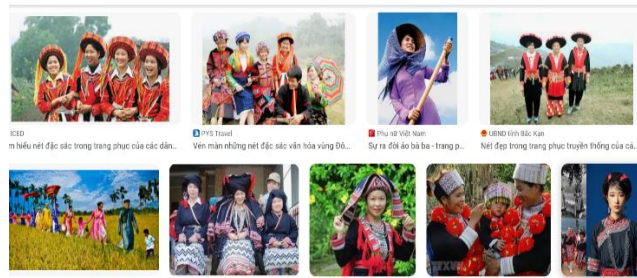 ICED
PYS Travel
Phụ nữ Việt Nam
UBND tỉnh Bắc Kạn
m hiểu nét đặc sắc trong trang phục của các dân...
Vén màn những nét đặc sắc văn hóa vùng Đô...
Sự ra đời áo bà ba - trang p...
Nét đẹp trong trang phục truyền thống của cá...